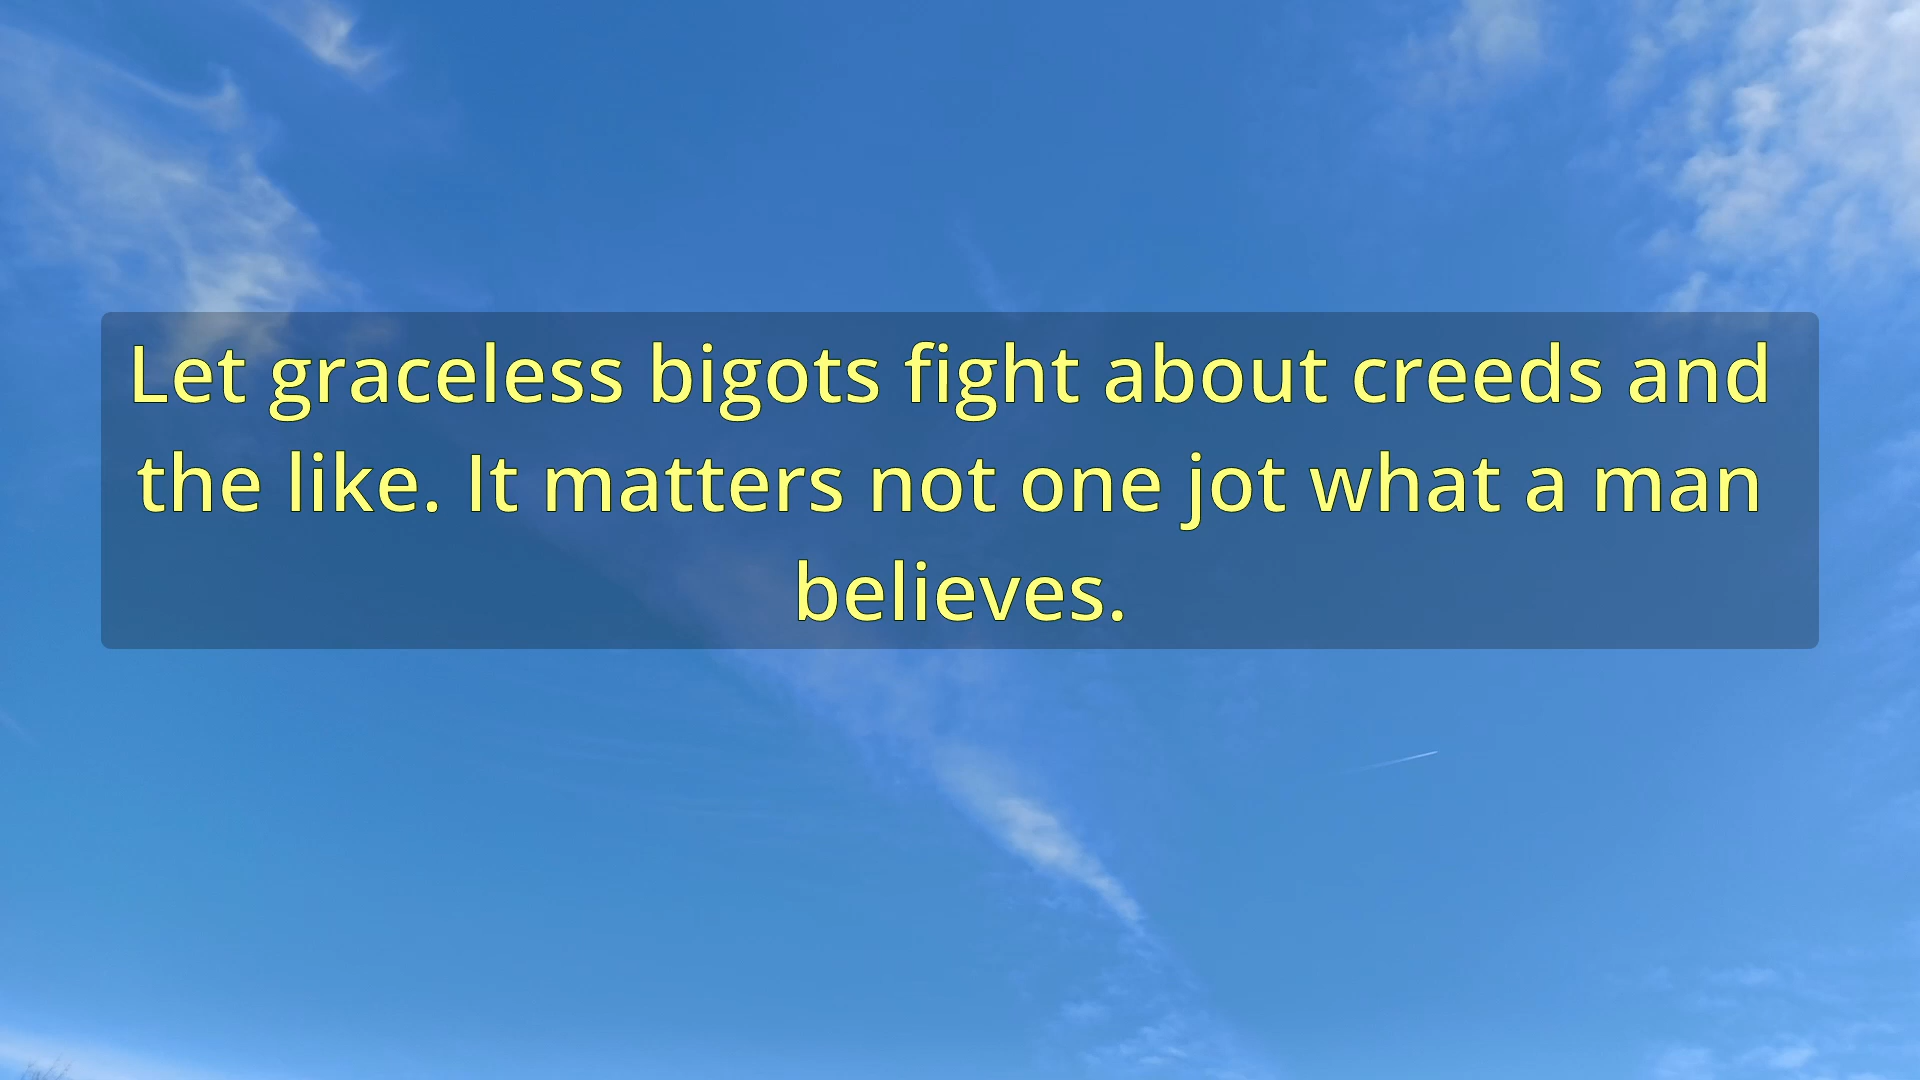 Let graceless bigots fight about creeds and
the like. It matters not one jot what a man
believes.